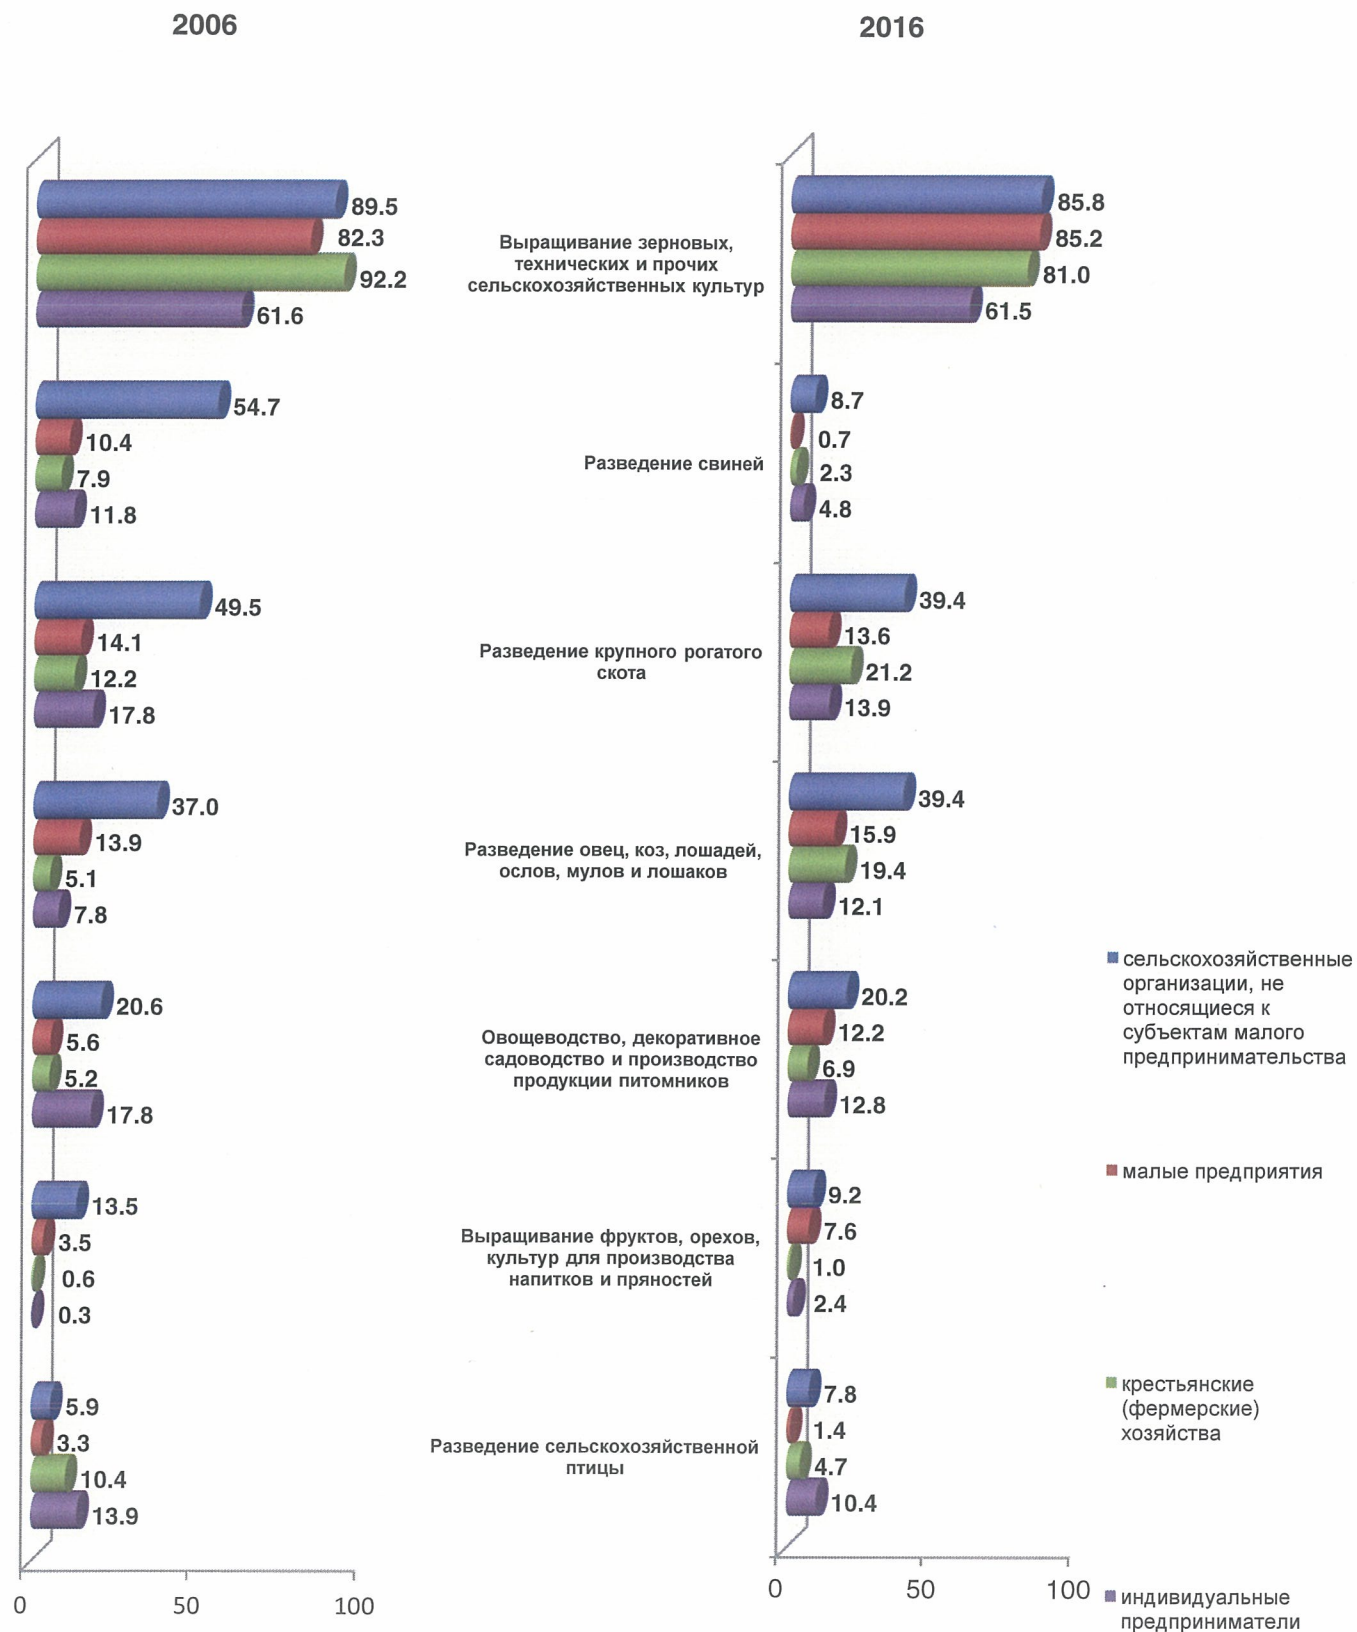 2006
2016
89.5
82.3
92.2
61.6
Выращивание зерновых,
технических и прочих
сельскохозяйственных культур
85.8
85.2
81.0
61.5
54.7
10.4
7.9
11.8
Разведение свиней
8.7
0.7
2.3
4.8
49.5
14.1
12.2
17.8
Разведение крупного рогатого
скота
39.4
13.6
21.2
13.9
37.0
13.9
5.1
7.8
Разведение овец, коз, лошадей,
ослов, мулов и лошаков
39.4
15.9
19.4
12.1
20.6
5.6
5.2
17.8
Овощеводство, декоративное
садоводство и производство
продукции питомников
20.2
12.2
6.9
12.8
13.5
3.5
0.6
0.3
Выращивание фруктов, орехов,
культур для производства
напитков и пряностей
9.2
7.6
1.0
2.4
5.9
3.3
10.4
13.9
Разведение сельскохозяйственной
птицы
7.8
1.4
4.7
10.4
0 50 100
0 50 100
сельскохозяйственные
организации, не
относящиеся к
субъектам малого
предпринимательства
малые предприятия
крестьянские
(фермерские)
хозяйства
индивидуальные
предприниматели